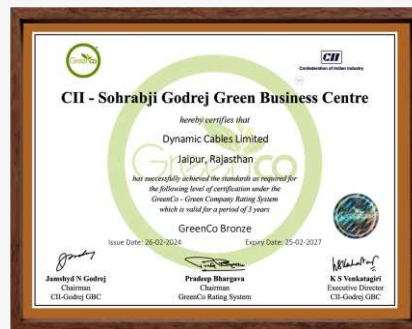 GreenCo
CII
Confederation of Indian Industry
CII - Sohrabji Godrej Green Business Centre
hereby certifies that
Dynamic Cables Limited
Jaipur, Rajasthan
has successfully achieved the standards as required for
the following level of certification under the
GreenCo - Green Company Rating System
which is valid for a period of 3 years
GreenCo Bronze
Issue Date: 26-02-2024 Expiry Date: 25-02-2027
Jamshyd N Godrej Pradeep Bhargava K S Venkatagiri
Chairman Chairman Executive Director
CII-Godrej GBC GreenCo Rating System CII-Godrej GBC